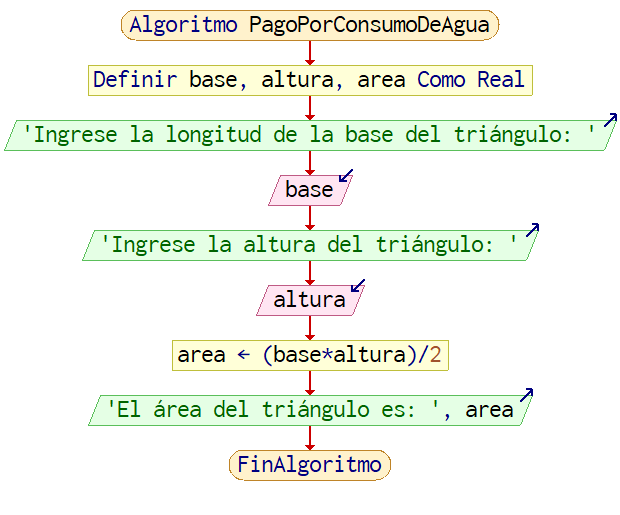 Algoritmo PagoPorConsumoDeAgua
Definir base, altura, area Como Real
'Ingrese la longitud de la base del triángulo: '
base
'Ingrese la altura del triángulo: '
altura
area ← (base*altura)/2
'El área del triángulo es: ', area
FinAlgoritmo